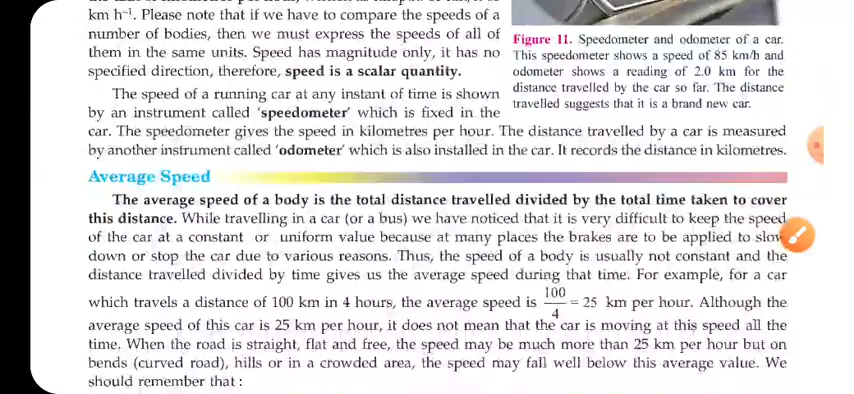 km h⁻¹. Please note that if we have to compare the speeds of a
number of bodies, then we must express the speeds of all of
them in the same units. Speed has magnitude only, it has no
specified direction, therefore, speed is a scalar quantity.
The speed of a running car at any instant of time is shown
by an instrument called 'speedometer' which is fixed in the
Figure 11. Speedometer and odometer of a car.
This speedometer shows a speed of 85 km/h and
odometer shows a reading of 2.0 km for the
distance travelled by the car so far. The distance
travelled suggests that it is a brand new car.
car. The speedometer gives the speed in kilometres per hour. The distance travelled by a car is measured
by another instrument called 'odometer' which is also installed in the car. It records the distance in kilometres.
Average Speed
The average speed of a body is the total distance travelled divided by the total time taken to cover
this distance. While travelling in a car (or a bus) we have noticed that it is very difficult to keep the speed
of the car at a constant or uniform value because at many places the brakes are to be applied to slow
down or stop the car due to various reasons. Thus, the speed of a body is usually not constant and the
distance travelled divided by time gives us the average speed during that time. For example, for a car
which travels a distance of 100 km in 4 hours, the average speed is 100/4 = 25 km per hour. Although the
average speed of this car is 25 km per hour, it does not mean that the car is moving at this speed all the
time. When the road is straight, flat and free, the speed may be much more than 25 km per hour but on
bends (curved road), hills or in a crowded area, the speed may fall well below this average value. We
should remember that :